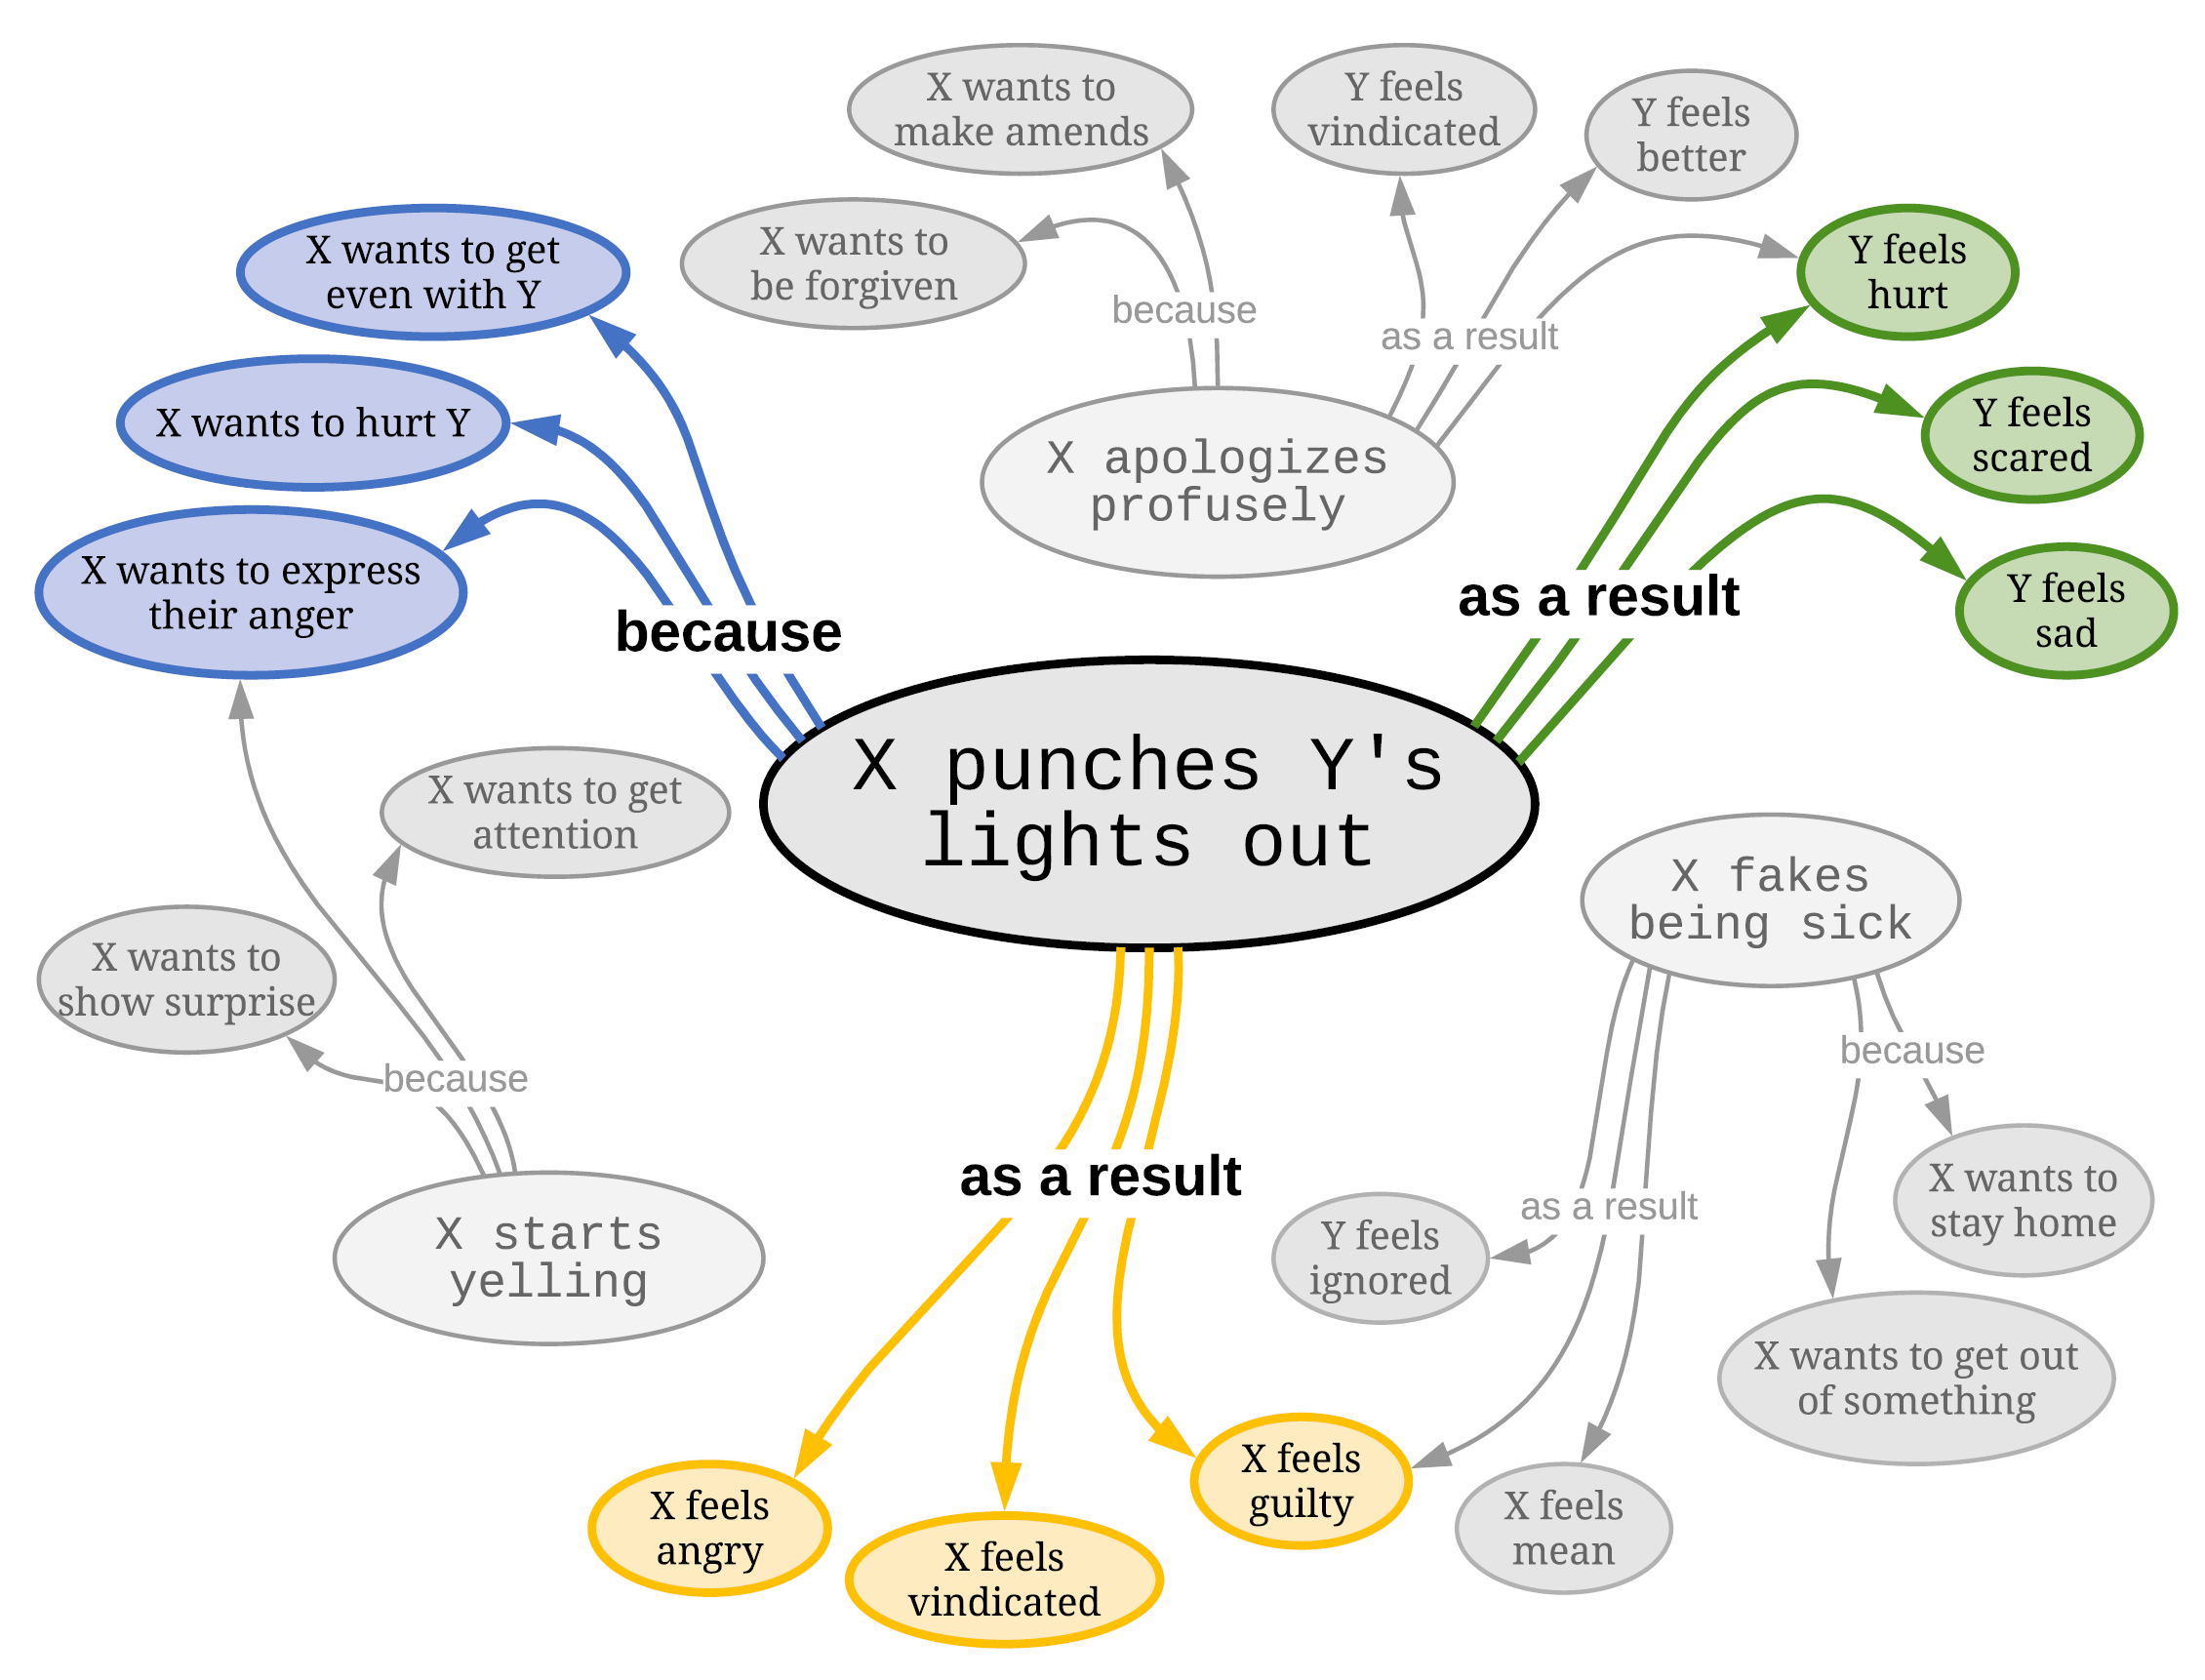 X wants to
make amends
Y feels
vindicated
Y feels
better
X wants to
be forgiven
X wants to get
even with Y
Y feels
hurt
because
as a result
X wants to hurt Y
Y feels
scared
X apologizes
profusely
X wants to express
their anger
Y feels
sad
because
as a result
X punches Y's
lights out
X wants to get
attention
X fakes
being sick
X wants to
show surprise
because
because
as a result
as a result
X wants to
stay home
X starts
yelling
Y feels
ignored
X wants to get out
of something
X feels
guilty
X feels
angry
X feels
mean
X feels
vindicated